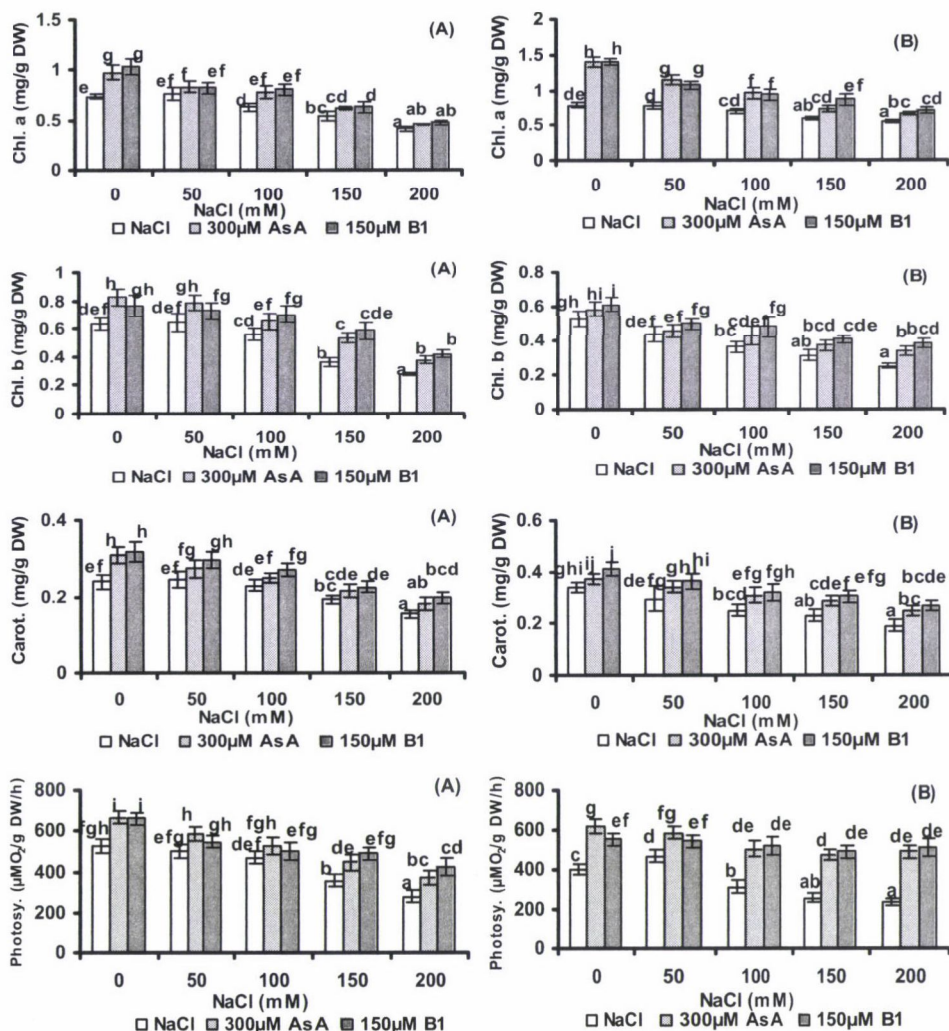 (A)
Chl. a (mg/g DW)
1.5
1
0.5
0
e g g
ef f ef
d ef ef
bc cd d
a ab ab
0 50 100 150 200
NaCl (mM)
NaCl 300µM AsA 150µM B1
(B)
Chl. a (mg/g DW)
2
1.5
1
0.5
0
de h h
d g g
cd f f
ab cd ef
a bc cd
0 50 100 150 200
NaCl (mM)
NaCl 300µM AsA 150µM B1
(A)
Chl. b (mg/g DW)
1
0.8
0.6
0.4
0.2
0
def h gh
def gh fg
cd ef fg
b c cde
a b b
0 50 100 150 200
NaCl (mM)
NaCl 300µM AsA 150µM B1
(B)
Chl. b (mg/g DW)
0.8
0.6
0.4
0.2
0
gh hi i
def ef fg
bc cdef fg
ab bcd cde
a b bcd
0 50 100 150 200
NaCl (mM)
NaCl 300µM AsA 150µM B1
(A)
Carot. (mg/g DW)
0.4
0.2
0
ef h h
ef fg gh
de ef fg
bc cde de
a ab bcd
0 50 100 150 200
NaCl (mM)
NaCl 300µM AsA 150µM B1
(B)
Carot. (mg/g DW)
0.6
0.4
0.2
0
ghi ij j
defg gh hi
bcd efg fgh
ab cdef efg
a bc bcde
0 50 100 150 200
NaCl (mM)
NaCl 300µM AsA 150µM B1
(A)
Photosy. (µMO₂/g DW/h)
800
600
400
200
0
fgh i i
efg h gh
def fgh efg
b de efg
a bc cd
0 50 100 150 200
NaCl (mM)
NaCl 300µM AsA 150µM B1
(B)
Photosy. (µMO₂/g DW/h)
800
600
400
200
0
c g ef
d fg ef
b de de
ab d de
a de de
0 50 100 150 200
NaCl (mM)
NaCl 300µM AsA 150µM B1